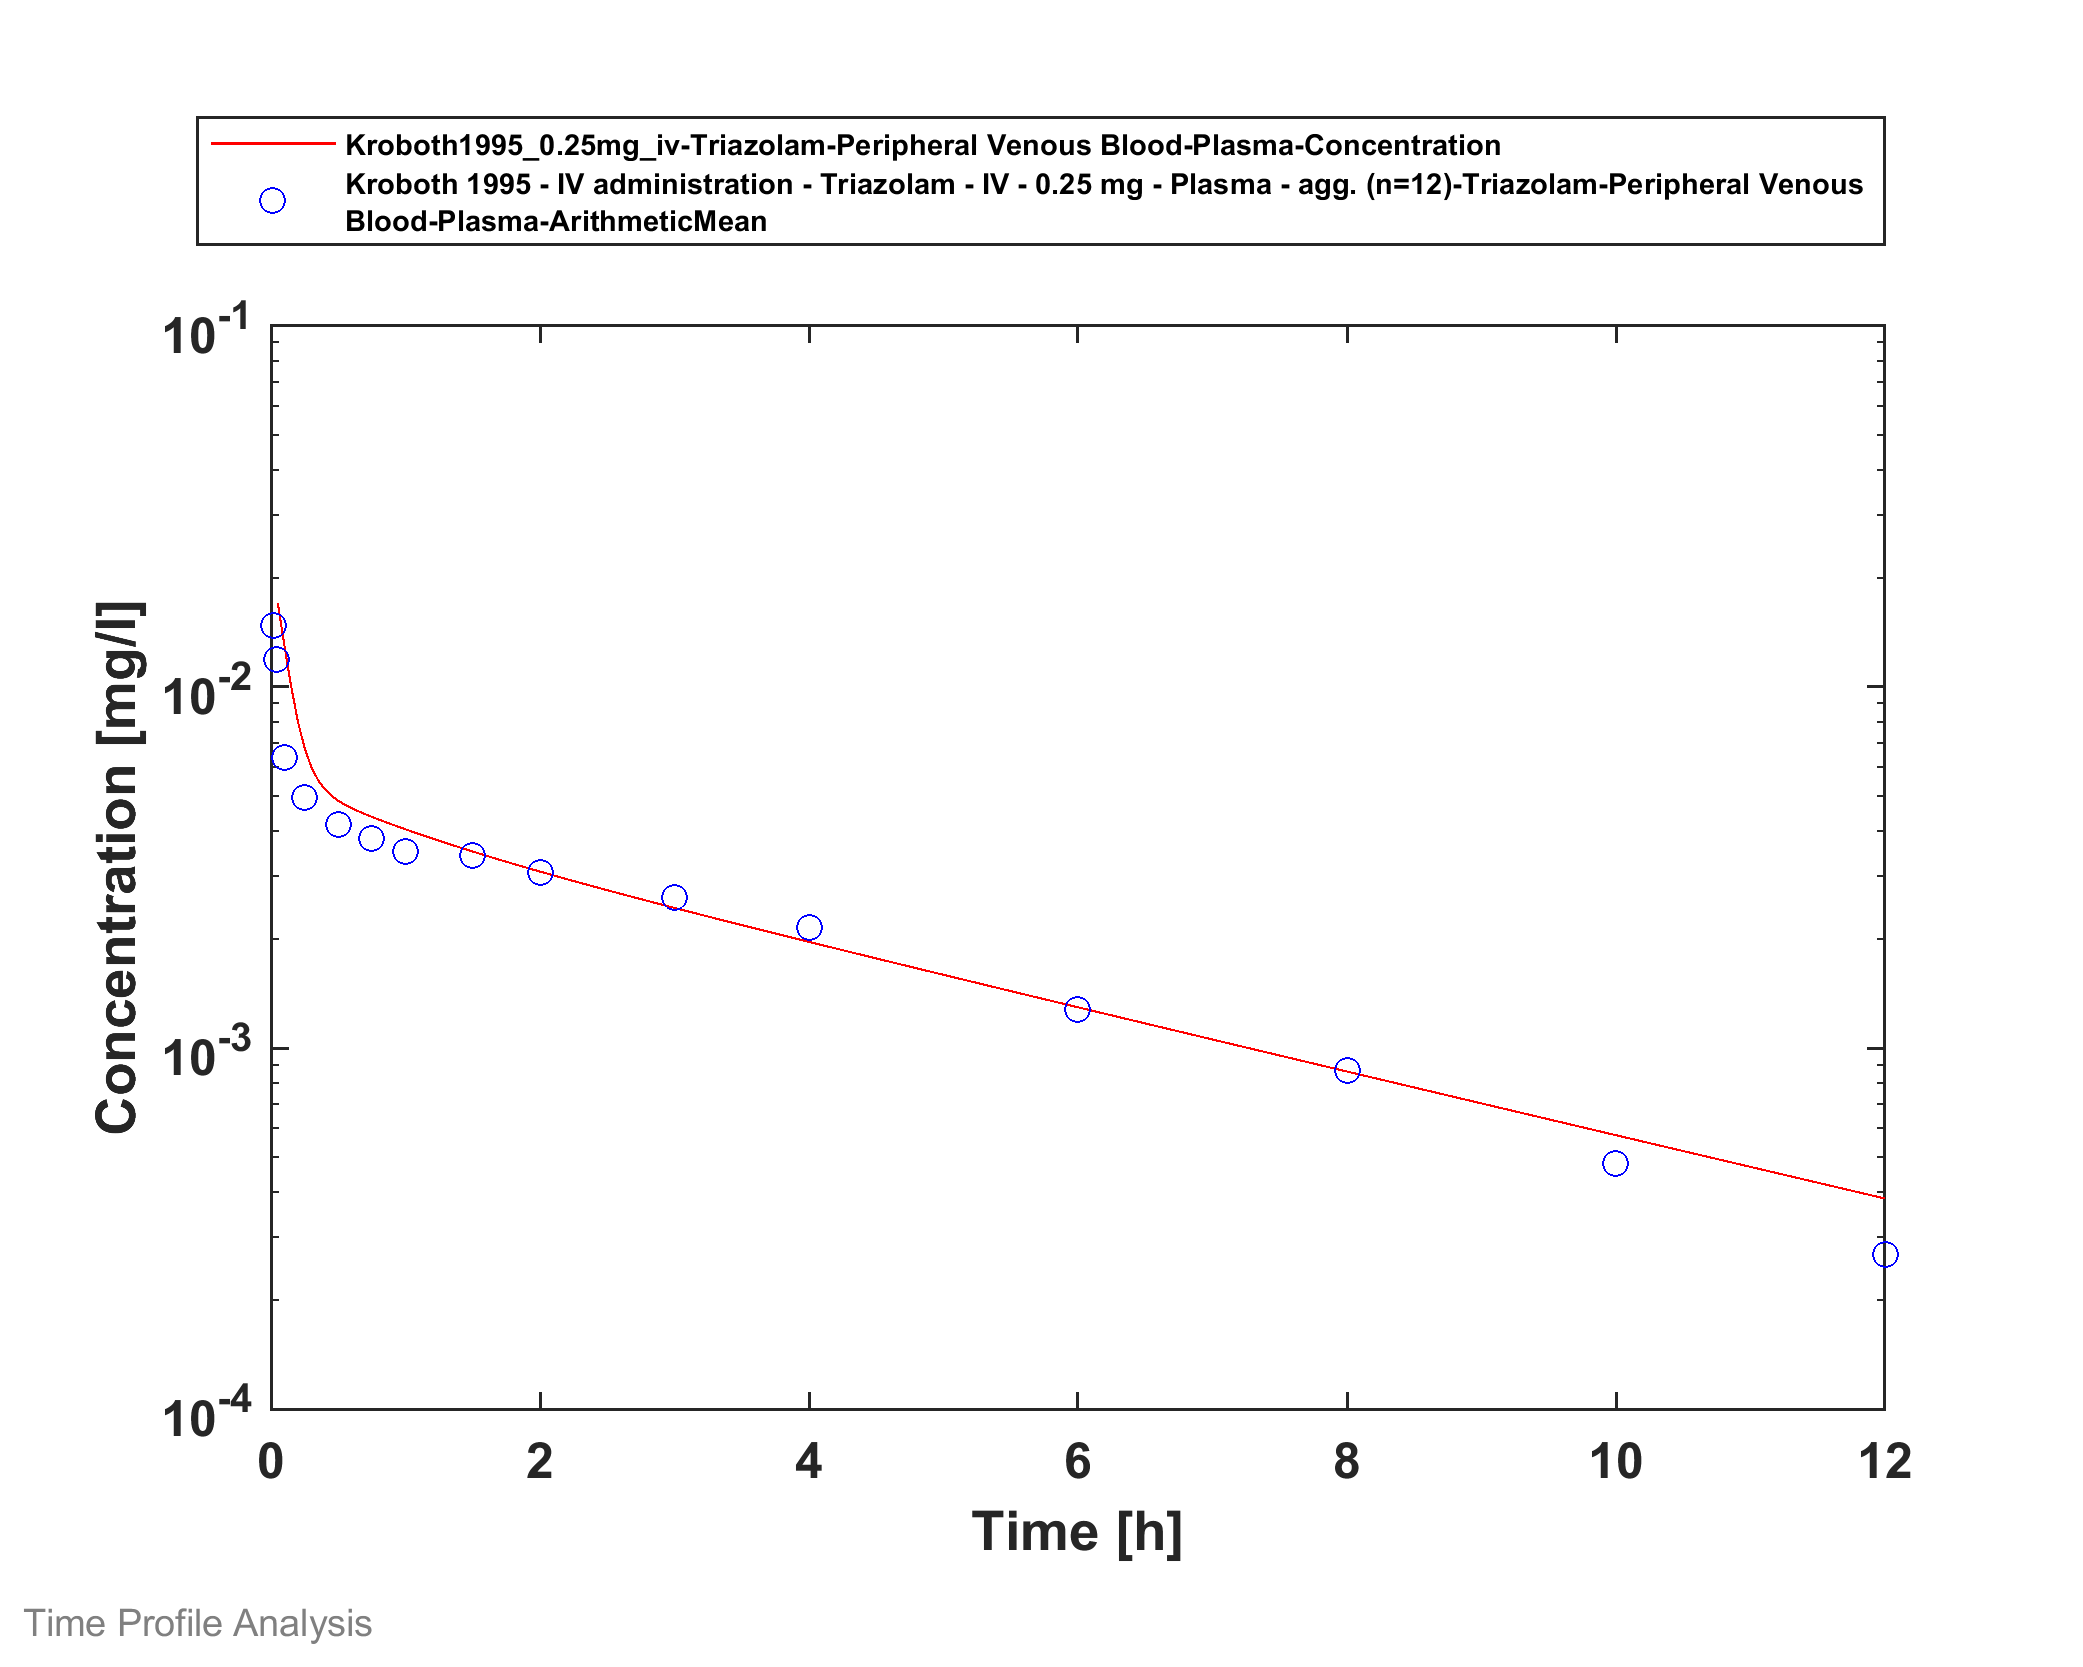 Kroboth1995_0.25mg_iv-Triazolam-Peripheral Venous Blood-Plasma-Concentration
Kroboth 1995 - IV administration - Triazolam - IV - 0.25 mg - Plasma - agg. (n=12)-Triazolam-Peripheral Venous
Blood-Plasma-ArithmeticMean
10^-1
10^-2
10^-3
10^-4
Concentration [mg/l]
0 2 4 6 8 10 12
Time [h]
Time Profile Analysis